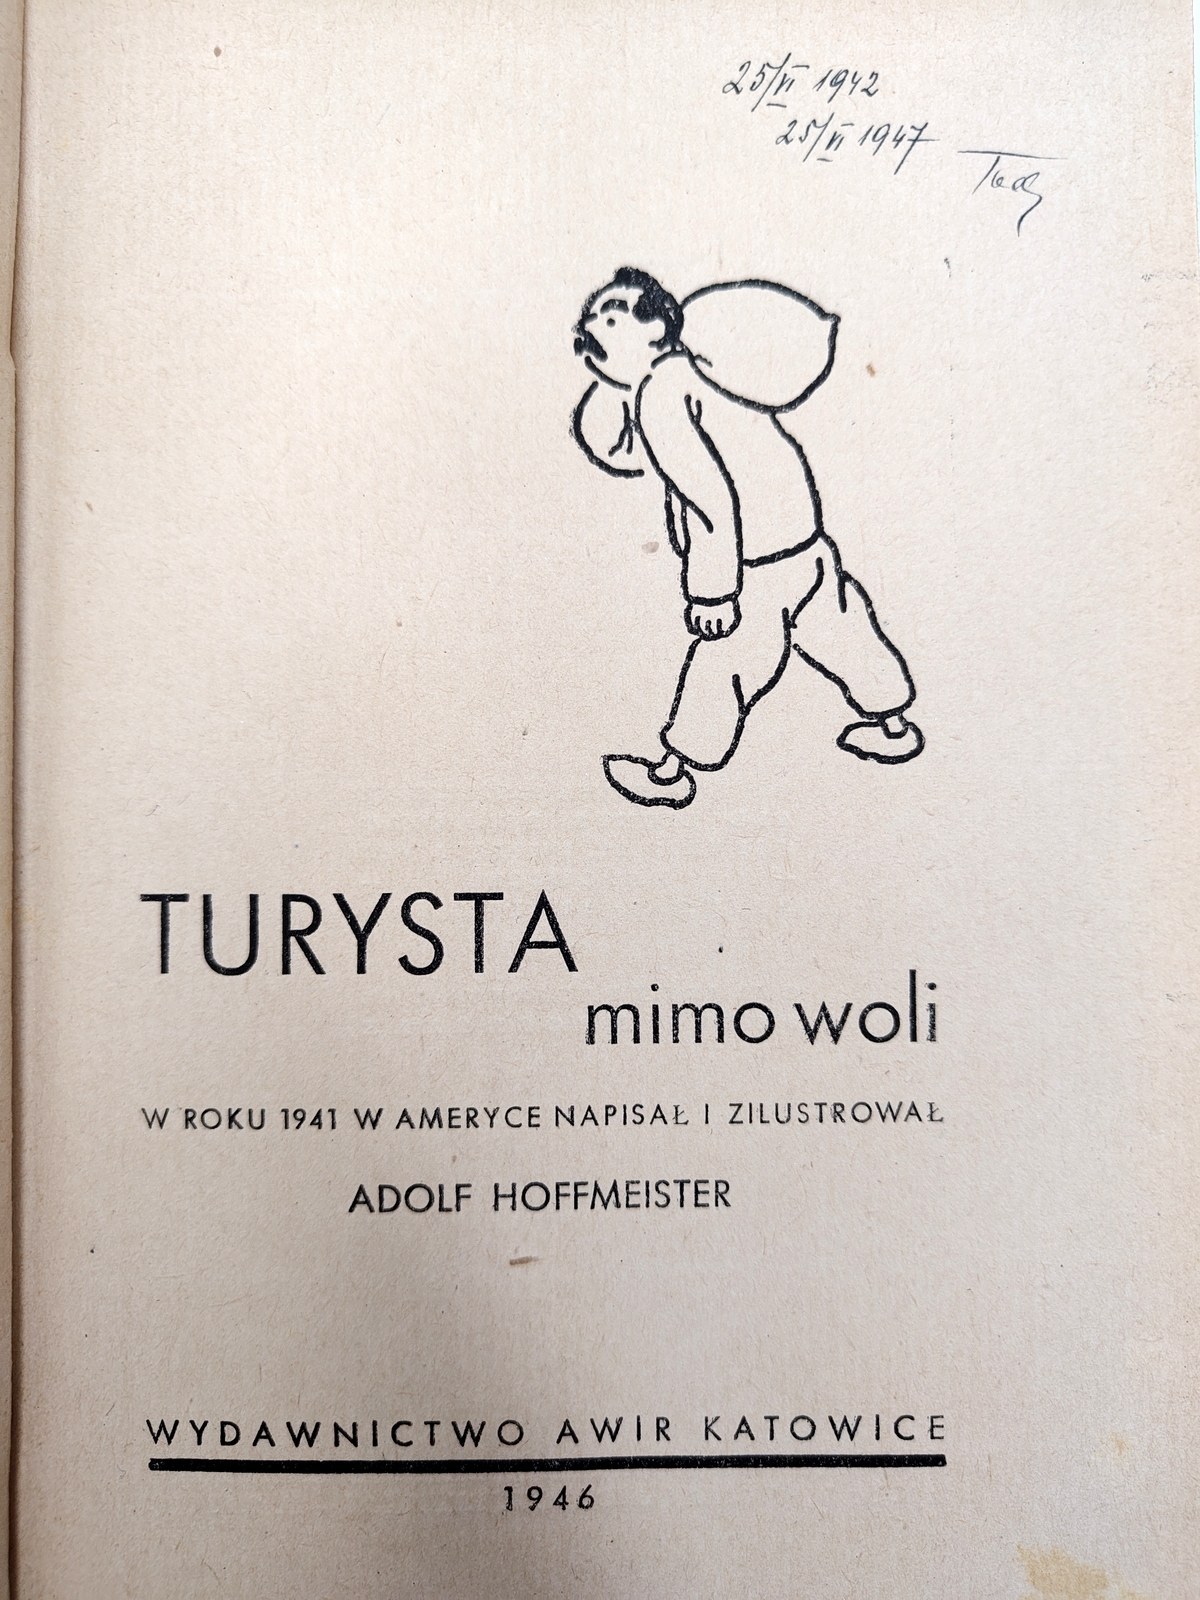 25/VI 1942
25/VI 1947
TURYSTA
mimo woli
W ROKU 1941 W AMERYCE NAPISAŁ I ZILUSTROWAŁ
ADOLF HOFFMEISTER
WYDAWNICTWO AWIR KATOWICE
1946